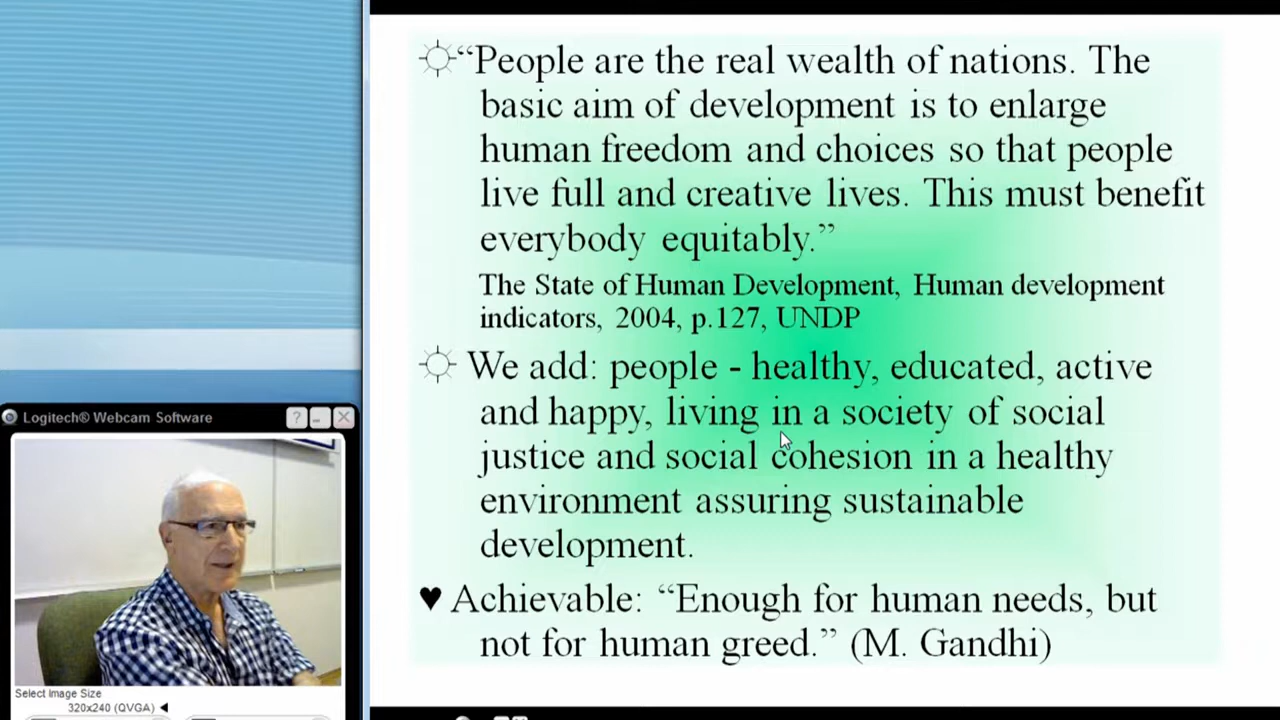 “People are the real wealth of nations. The
basic aim of development is to enlarge
human freedom and choices so that people
live full and creative lives. This must benefit
everybody equitably.”
The State of Human Development, Human development
indicators, 2004, p.127, UNDP
We add: people - healthy, educated, active
and happy, living in a society of social
justice and social cohesion in a healthy
environment assuring sustainable
development.
♥ Achievable: “Enough for human needs, but
not for human greed.” (M. Gandhi)
Logitech® Webcam Software
Select Image Size
320x240 (QVGA)